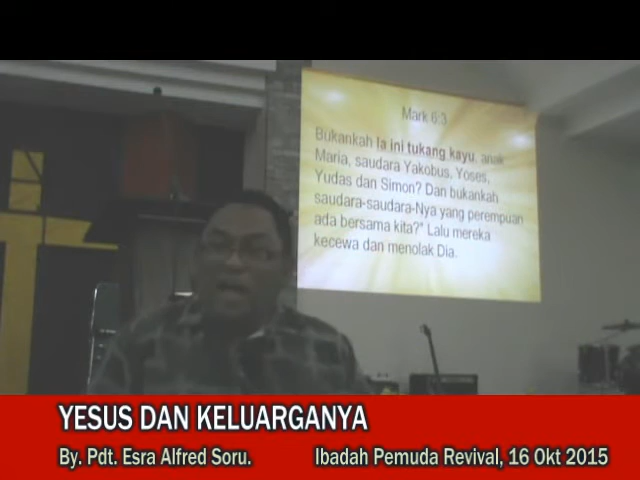 Mark 6:3
Bukankah Ia ini tukang kayu, anak
Maria, saudara Yakobus, Yoses,
Yudas dan Simon? Dan bukankah
saudara-saudara-Nya yang perempuan
ada bersama kita?" Lalu mereka
kecewa dan menolak Dia.
YESUS DAN KELUARGANYA
By. Pdt. Esra Alfred Soru. Ibadah Pemuda Revival, 16 Okt 2015